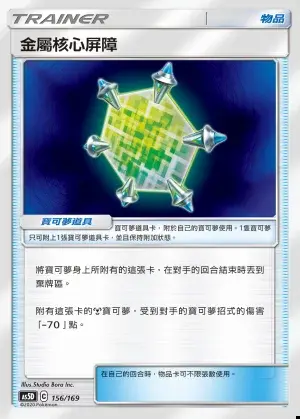 TRAINER 物品
金屬核心屏障
寶可夢道具
寶可夢道具卡,附於自己的寶可夢使用。1隻寶可夢
只可附上1張寶可夢道具卡,並且保持附加狀態。
將寶可夢身上所附有的這張卡,在對手的回合結束時丟到
棄牌區。
附有這張卡的寶可夢,受到對手的寶可夢招式的傷害
「-70」點。
在自己的回合時,物品卡可不限張數使用。
Illus. Studio Bora Inc.
AS5D C 156/169
©2020 Pokémon